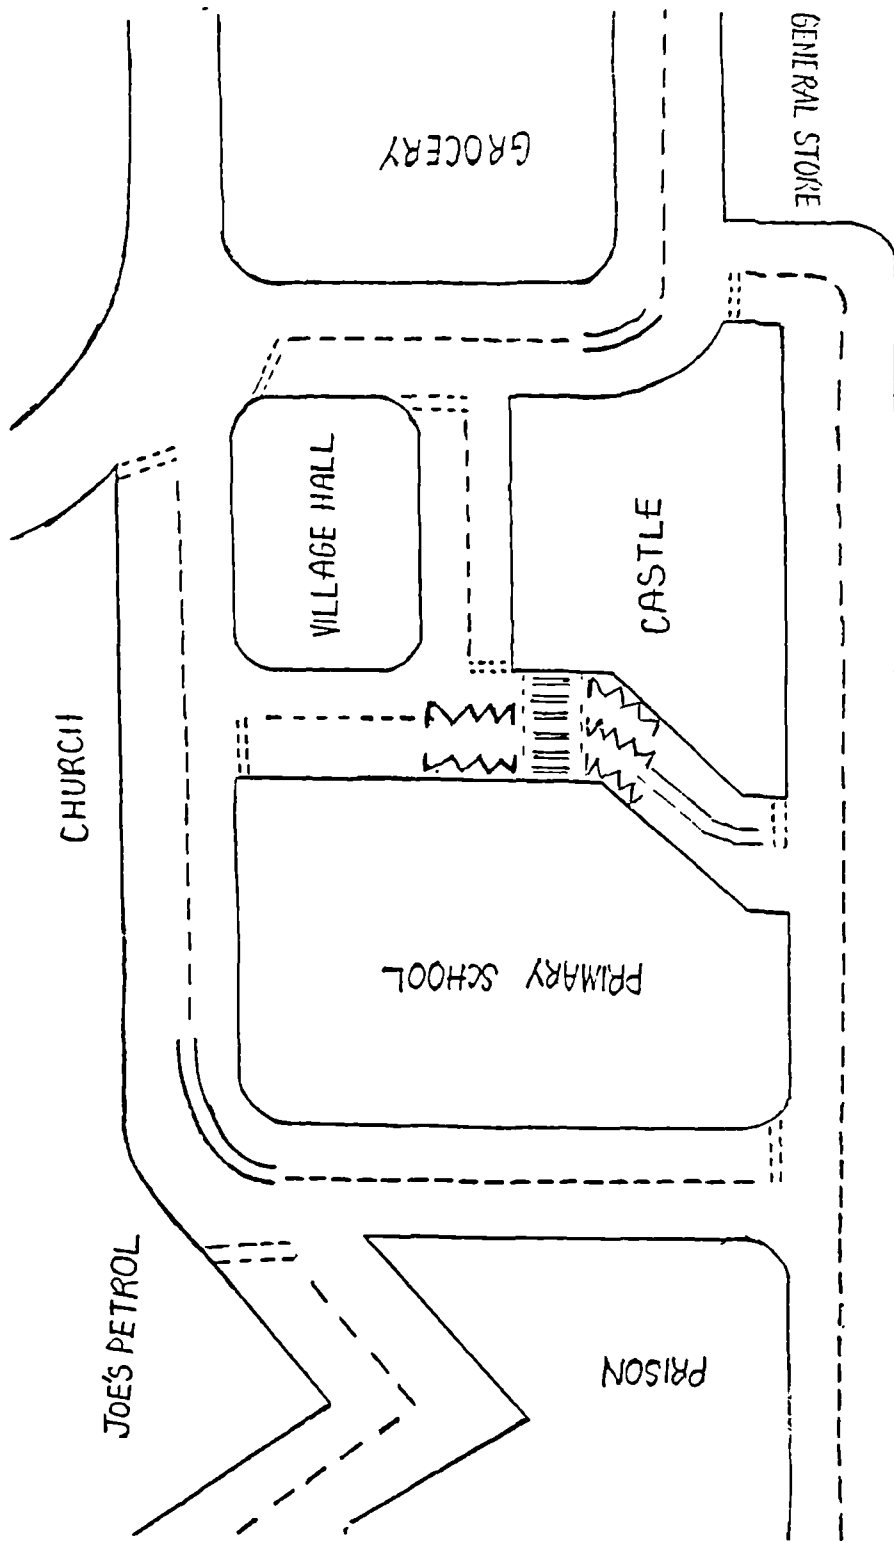 GENERAL STORE
GROCERY
VILLAGE HALL
CASTLE
CHURCH
PRIMARY SCHOOL
JOE'S PETROL
PRISON